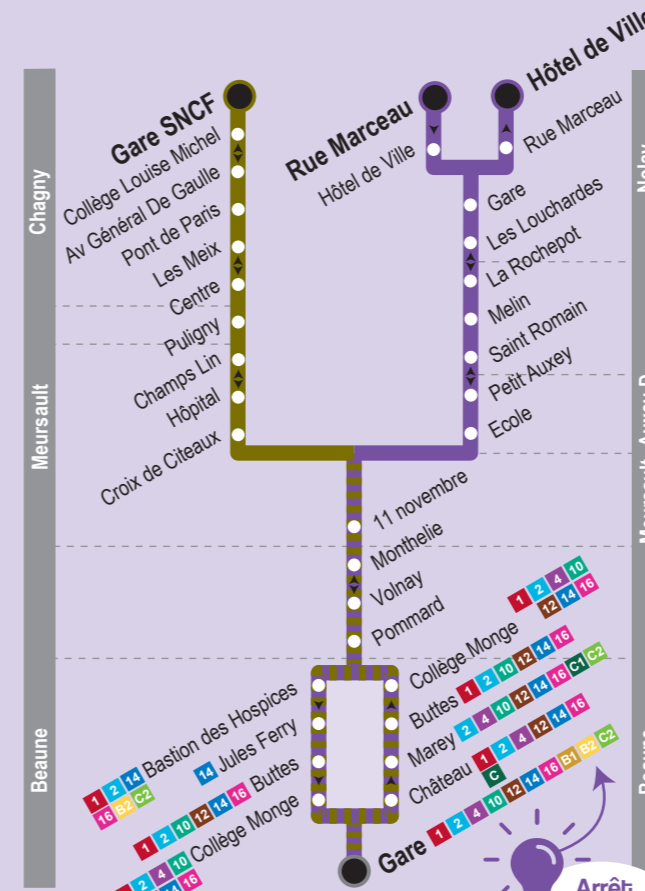 Chagny
Meursault
Beaune
Gare SNCF
Collège Louise Michel
Av Général De Gaulle
Pont de Paris
Les Meix
Centre
Puligny
Champs Lin
Hôpital
Croix de Citeaux
Rue Marceau
Hôtel de Ville
Hôtel de Ville
Rue Marceau
Gare
Les Louchardes
La Rochepot
Melin
Saint Romain
Petit Auxey
Ecole
11 novembre
Monthelie
Volnay
Pommard
Bastion des Hospices
1 2 14
16 B2 C2
14 Jules Ferry
1 2 10 12 14 16 Buttes
2 4 10 Collège Monge
16
Collège Monge 1 2 4 10
12 14 16
Buttes 1 2 10 12 14 16
Marey 2 4 10 12 14 16 C1 C2
Château 1 2 4 12 14 16
C
Gare 1 2 4 10 12 14 16 B1 B2 C2
Arrêt